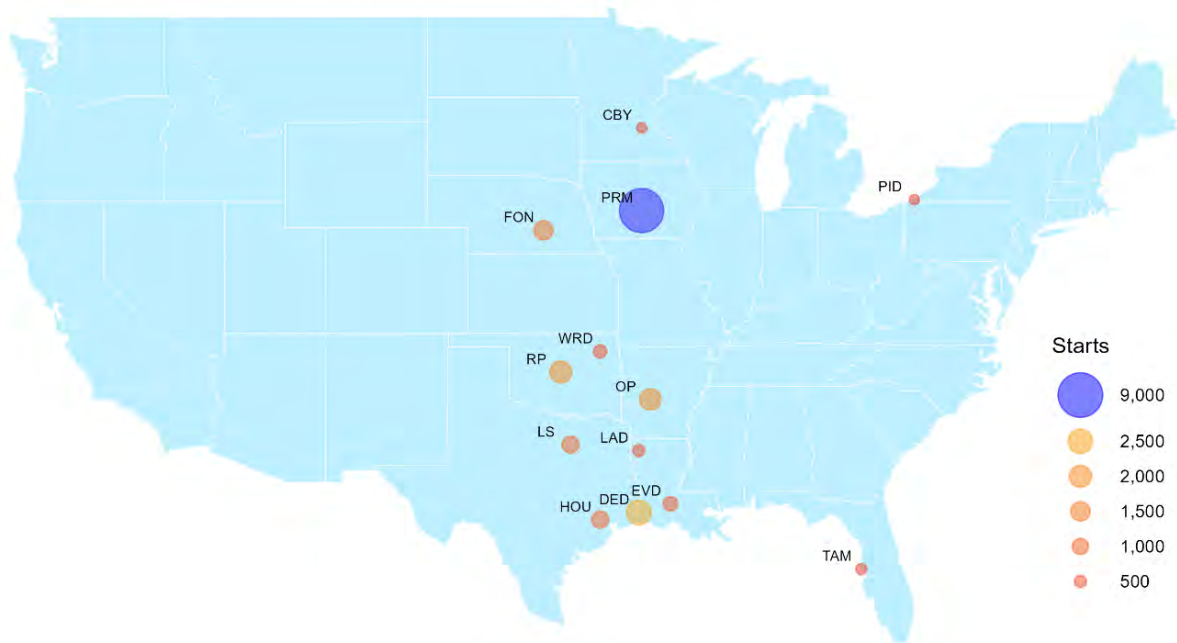 CBY
PID
PRM
FON
WRD
RP
OP
LS
LAD
EVD
DED
HOU
TAM
Starts
9,000
2,500
2,000
1,500
1,000
500